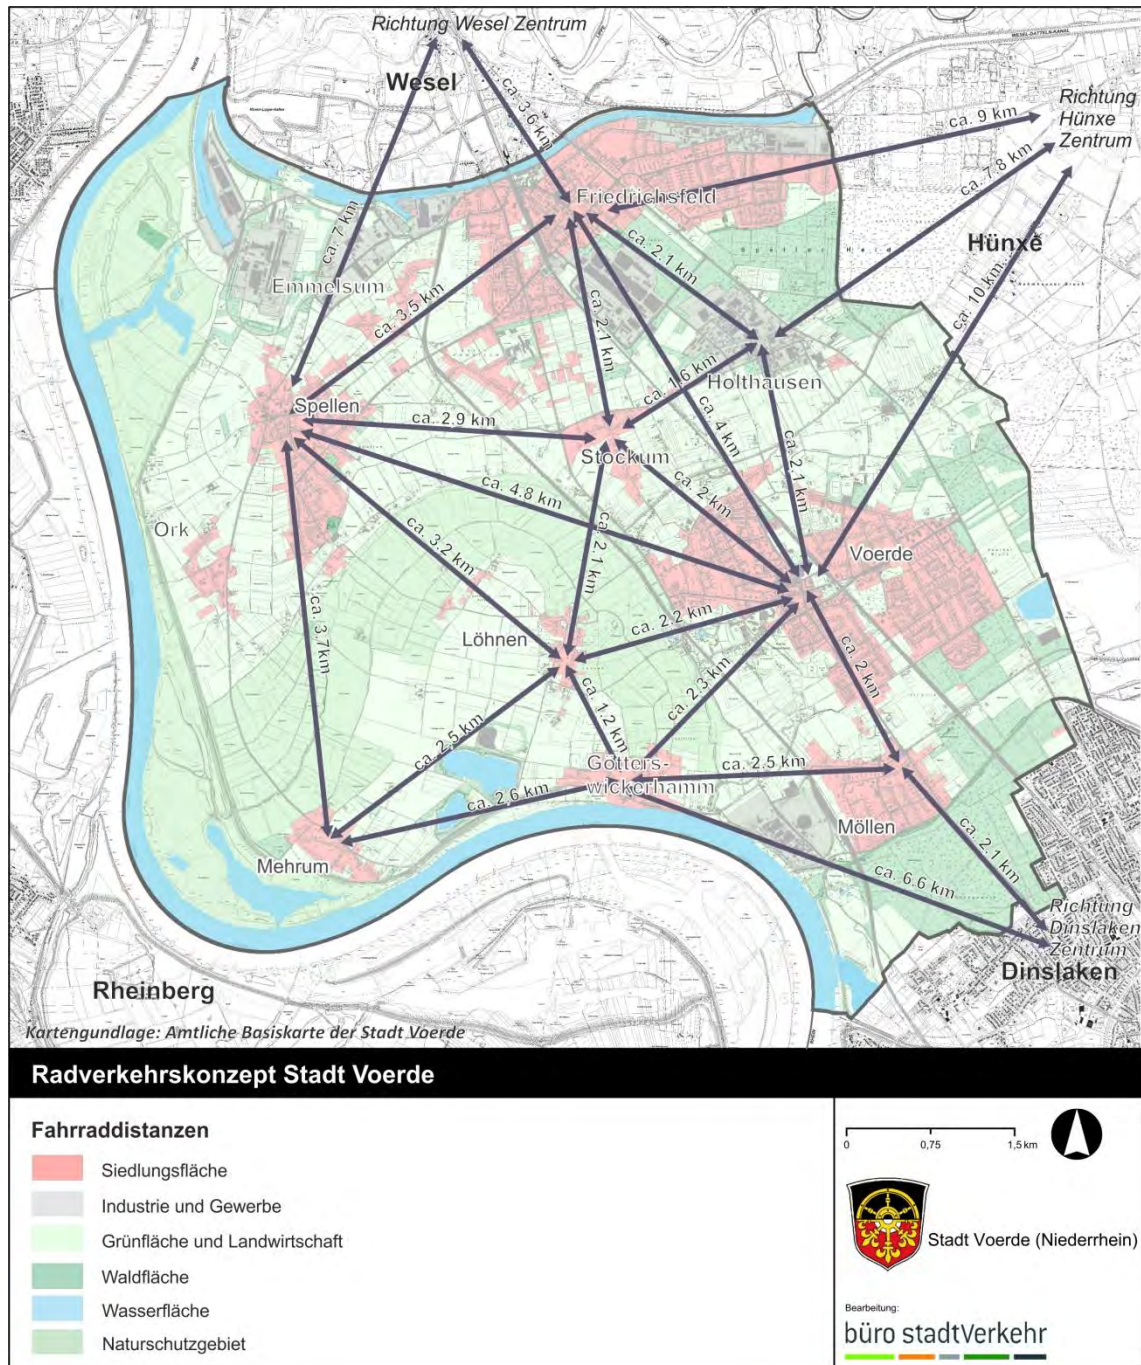 Richtung Wesel Zentrum
WESEL-DATTELN-KANAL
Wesel
Richtung
Hünxe
Zentrum
ca. 3.6 km
ca. 9 km
ca. 7.8 km
ca. 7 km
Friedrichsfeld
Hünxe
ca. 10 km
Emmelsum
ca. 3.5 km
ca. 2.1 km
ca. 2.1 km
ca. 1.6 km
Holthausen
Spellen
ca. 2.9 km
ca. 4 km
Stockum
ca. 2.1 km
ca. 4.8 km
ca. 2 km
Ork
ca. 3.2 km
ca. 2.1 km
Voerde
ca. 3.7km
Löhnen
ca. 2.2 km
ca. 2 km
ca. 2.3 km
ca. 1.2 km
ca. 2.5 km
Götters-
wickerhamm
ca. 2.5 km
ca. 2.6 km
Möllen
Mehrum
ca. 2.1 km
ca. 6.6 km
Richtung
Dinslaken
Zentrum
Dinslaken
Rheinberg
Kartengundlage: Amtliche Basiskarte der Stadt Voerde
Radverkehrskonzept Stadt Voerde
Fahrraddistanzen
Siedlungsfläche
Industrie und Gewerbe
Grünfläche und Landwirtschaft
Waldfläche
Wasserfläche
Naturschutzgebiet
0 0,75 1,5 km
Stadt Voerde (Niederrhein)
Bearbeitung:
büro stadtVerkehr